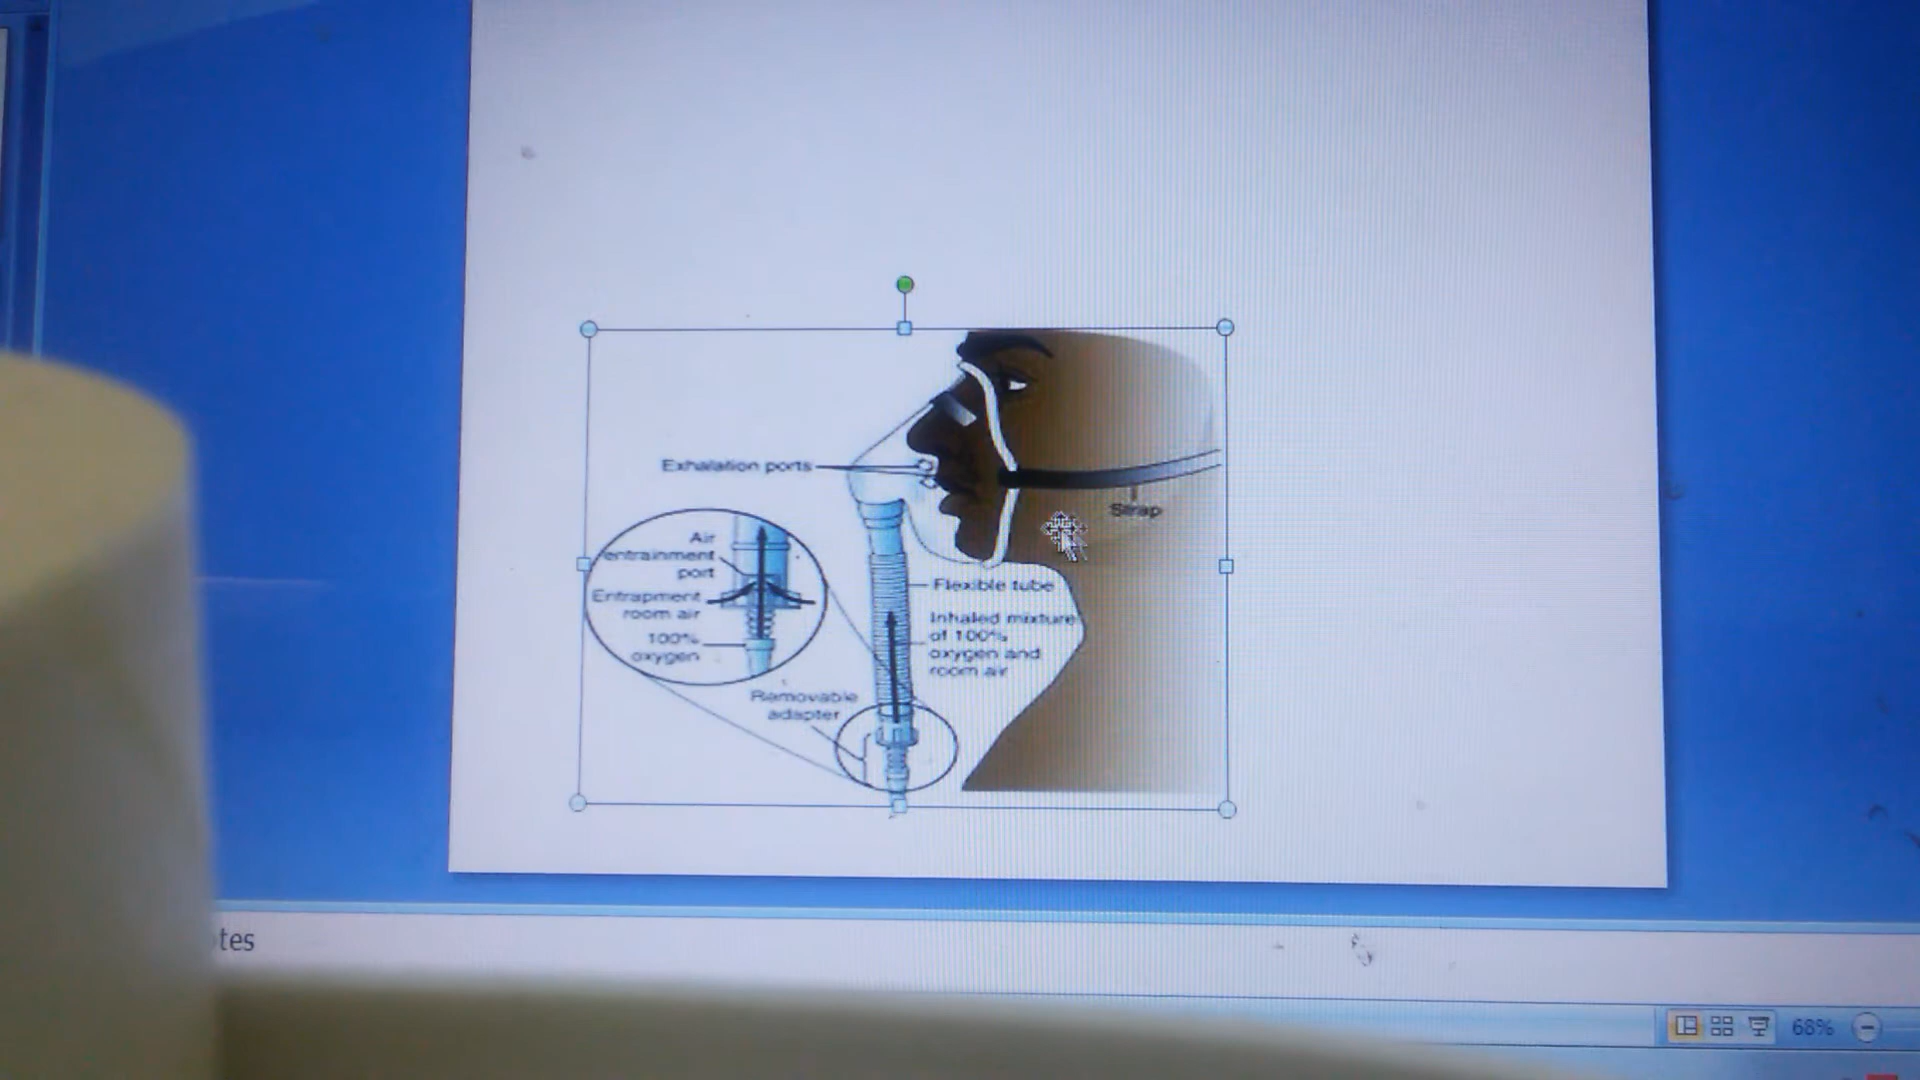 Exhalation ports
Strap
Air
entrainment
port
Entrapment
room air
100%
oxygen
Flexible tube
Inhaled mixture
of 100%
oxygen and
room air
Removable
adapter
otes
68%